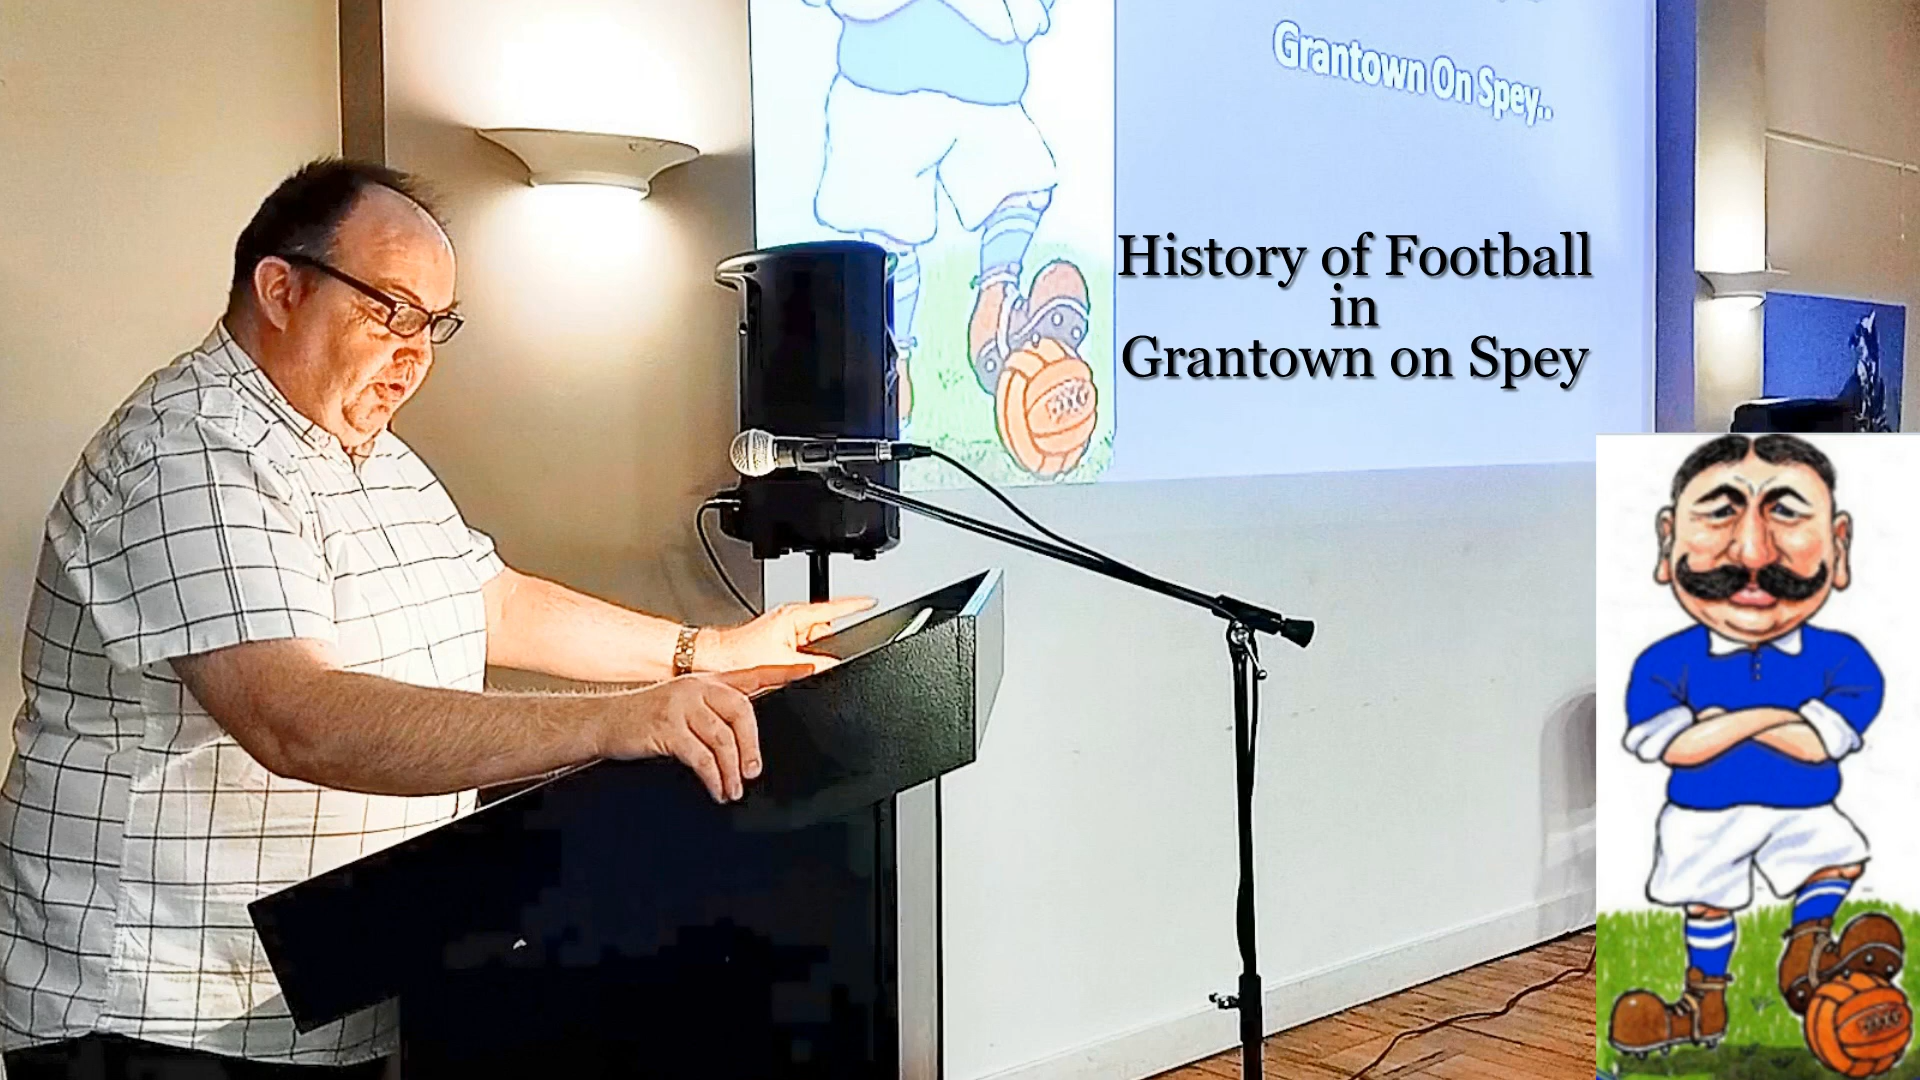 Grantown On Spey..
History of Football
in
Grantown on Spey